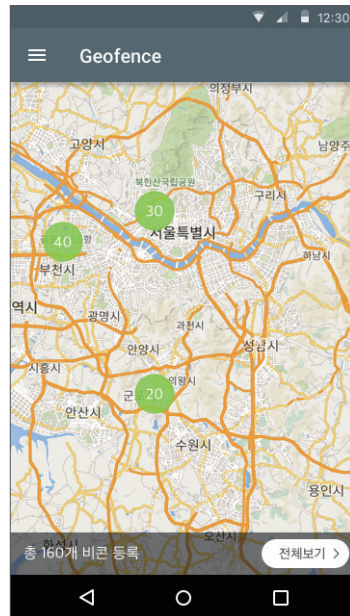 12:30
Geofence
의정부시
고양시
남양주
북한산국립공원
구리시
30
서울특별시
40
하남시
부천시
역시
광명시
과천시
안양시
성남시
시흥시
의왕시
군
20
안산시
수원시
용인시
오산시
화성시
총 160개 비콘 등록
전체보기 >